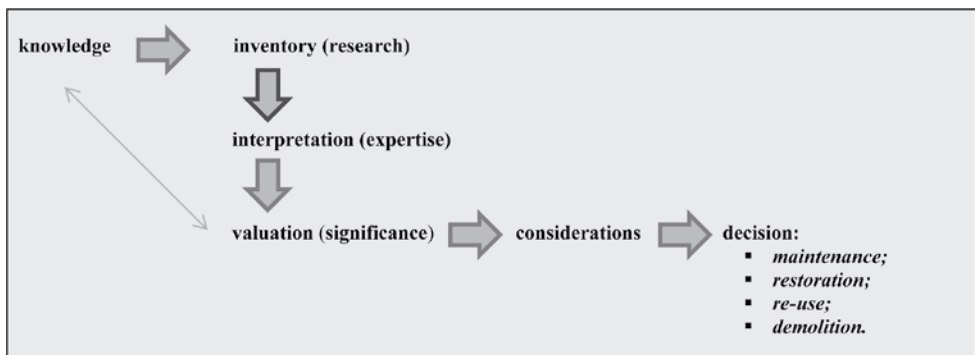 knowledge
inventory (research)
interpretation (expertise)
valuation (significance)
considerations
decision:
▪ maintenance;
▪ restoration;
▪ re-use;
▪ demolition.